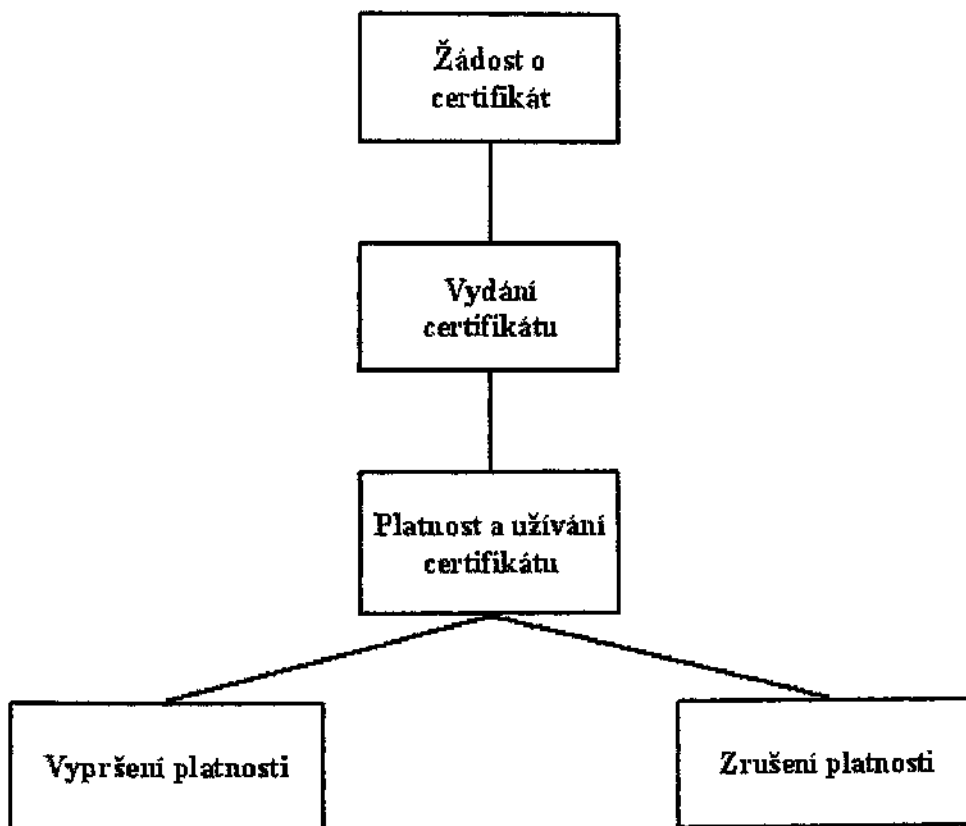 Žádost o
certifikát
Vydání
certifikátu
Platnost a užívání
certifikátu
Vypršení platnosti
Zrušení platnosti